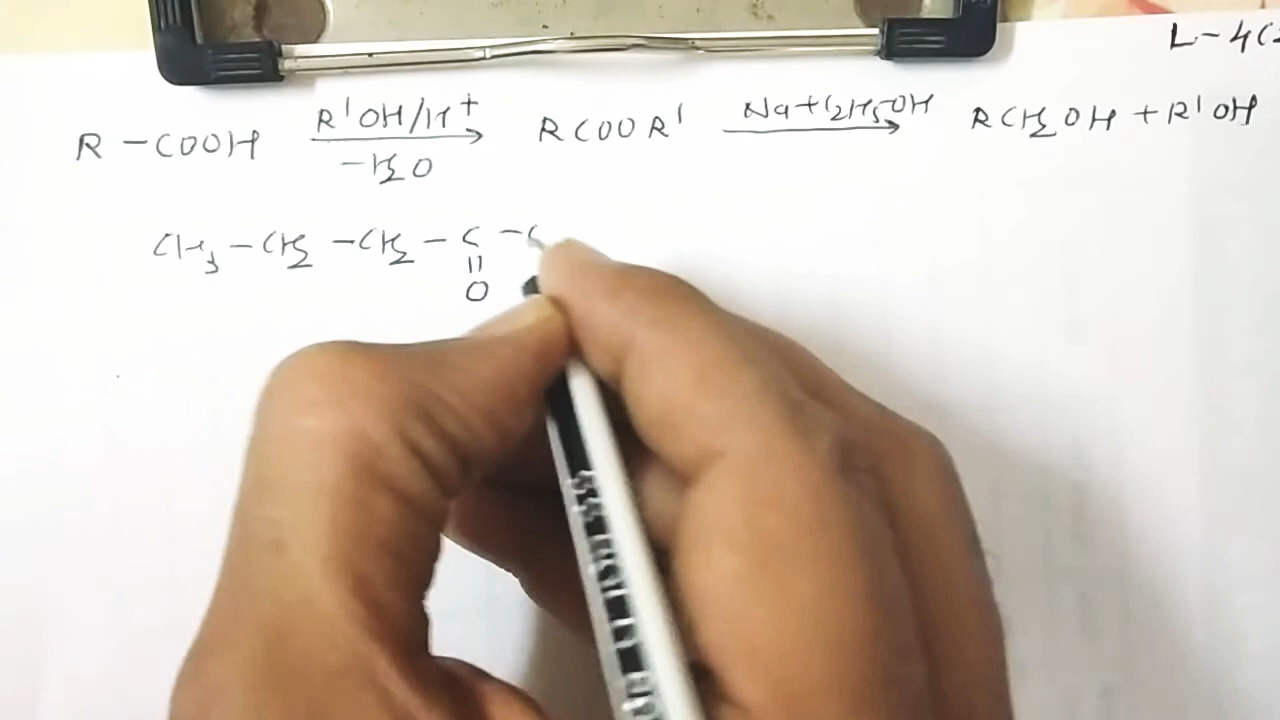 L-4(
R-COOH R'OH/H+ -H2O RCOOR' Na+C2H5OH RCH2OH + R'OH
CH3-CH2-CH2-C-C
||
O